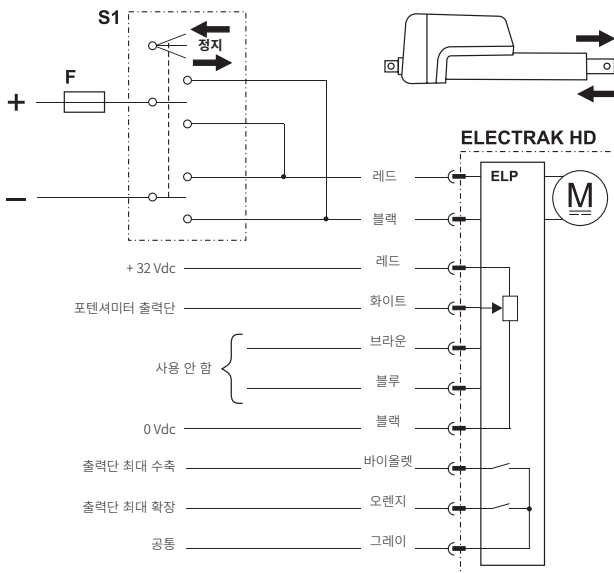 S1
정지
F
+
−
ELECTRAK HD
ELP
M
레드
블랙
+ 32 Vdc
레드
포텐셔미터 출력단
화이트
사용 안 함
브라운
블루
0 Vdc
블랙
출력단 최대 수축
바이올렛
출력단 최대 확장
오렌지
공통
그레이